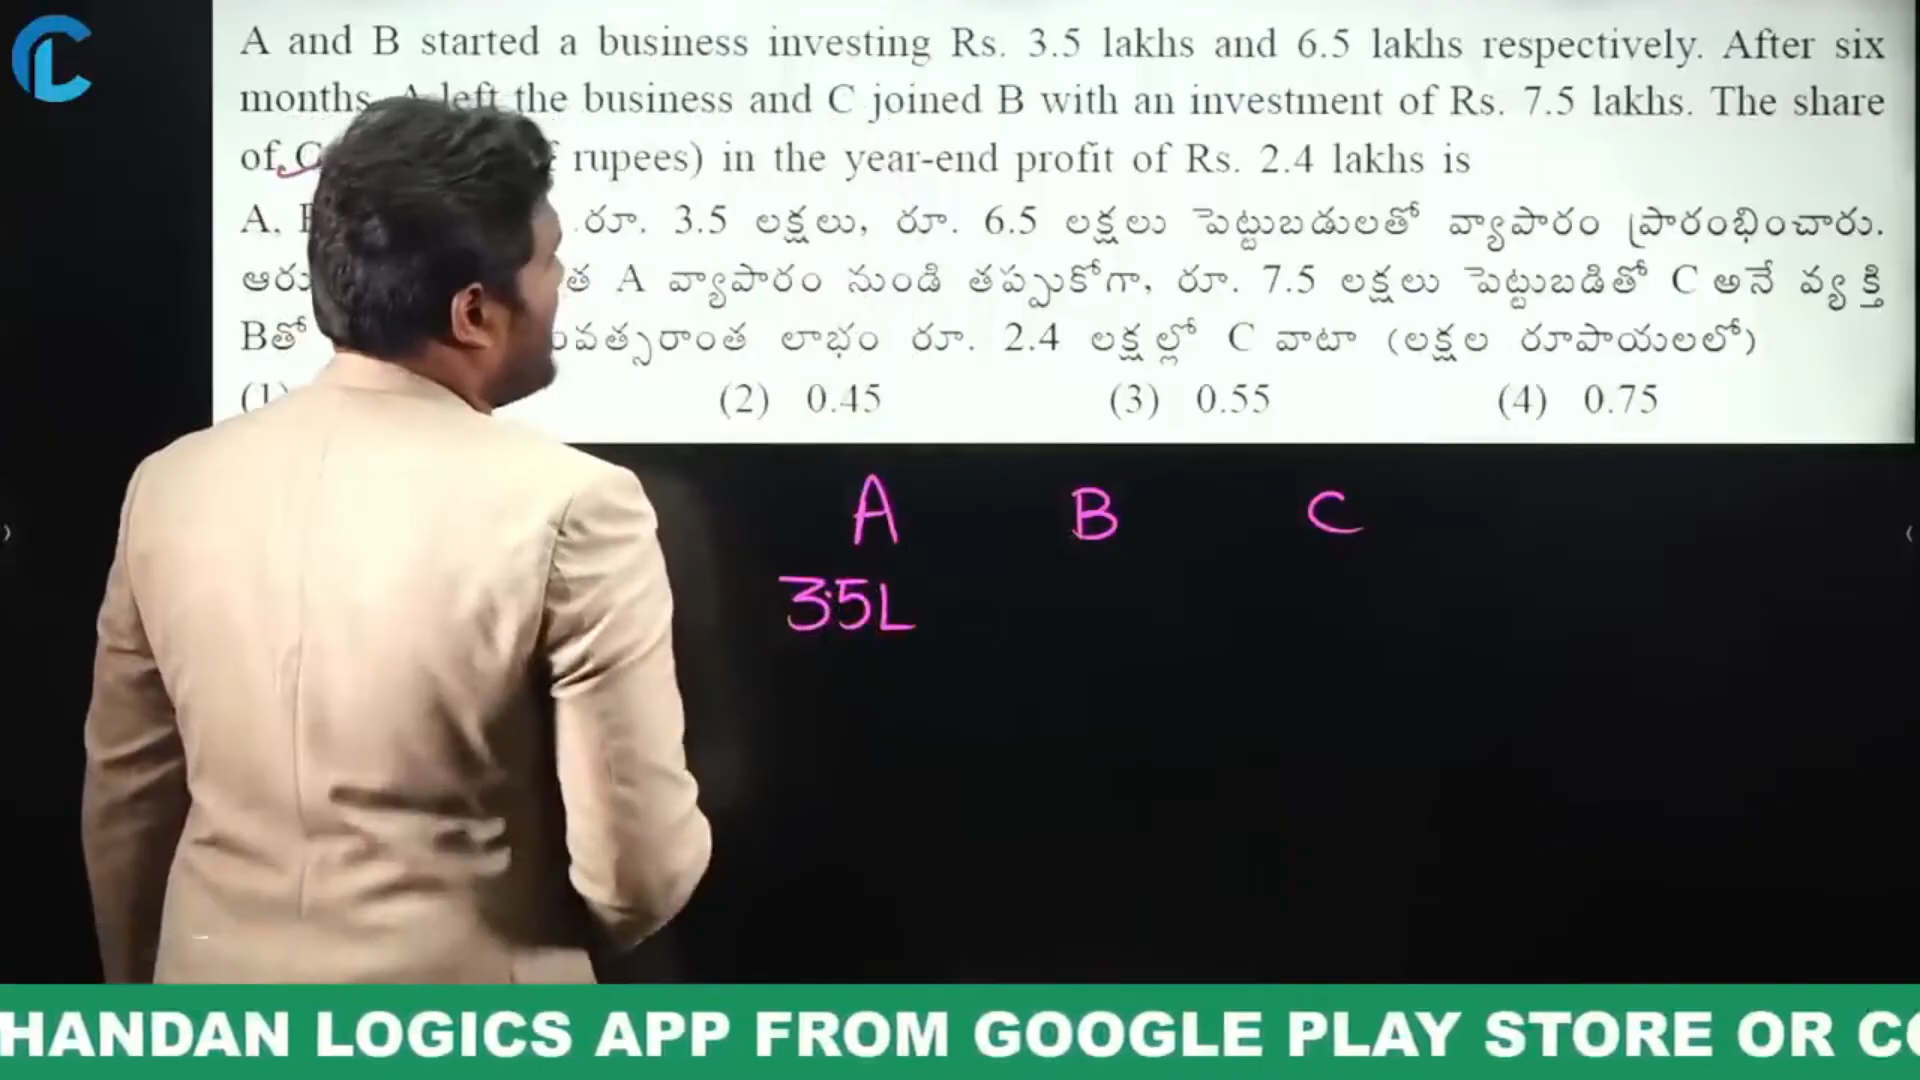 A and B started a business investing Rs. 3.5 lakhs and 6.5 lakhs respectively. After six
months, A left the business and C joined B with an investment of Rs. 7.5 lakhs. The share
of C rupees) in the year-end profit of Rs. 2.4 lakhs is
A, రూ. 3.5 లక్షలు, రూ. 6.5 లక్షలు పెట్టుబడులతో వ్యాపారం ప్రారంభించారు.
A వ్యాపారం నుండి తప్పుకోగా, రూ. 7.5 లక్షలు పెట్టుబడితో C అనే వ్యక్తి
Bతో లాభం రూ. 2.4 లక్షల్లో C వాటా (లక్షల రూపాయలలో)
(1) (2) 0.45 (3) 0.55 (4) 0.75
A B C
3.5L
HANDAN LOGICS APP FROM GOOGLE PLAY STORE OR